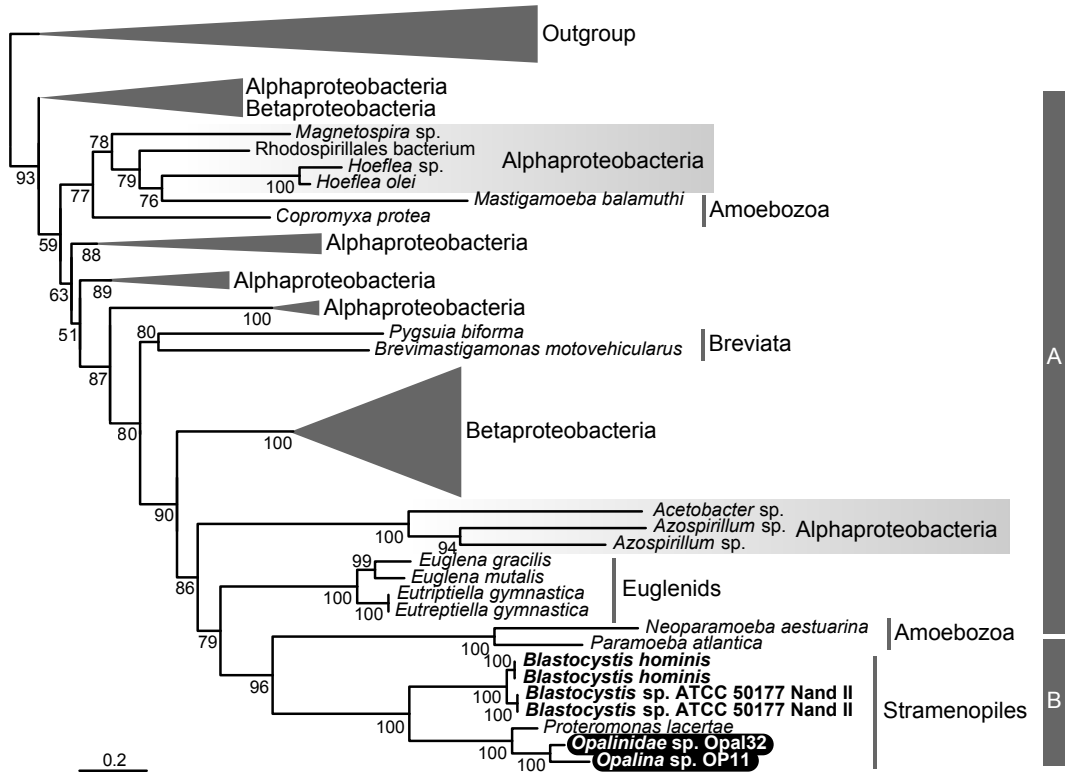 Outgroup
Alphaproteobacteria
Betaproteobacteria
93
78
Magnetospira sp.
Rhodospirillales bacterium
79
Hoeflea sp.
100
Hoeflea olei
Alphaproteobacteria
76
Mastigamoeba balamuthi
77
Copromyxa protea
Amoebozoa
59
88
Alphaproteobacteria
63
89
Alphaproteobacteria
51
100
Alphaproteobacteria
87
80
Pygsuia biforma
Brevimastigamonas motovehicularus
Breviata
A
80
100
Betaproteobacteria
90
Acetobacter sp.
100
94
Azospirillum sp.
Azospirillum sp.
Alphaproteobacteria
86
99
Euglena gracilis
Euglena mutalis
100
Eutriptiella gymnastica
100
Eutreptiella gymnastica
Euglenids
79
Neoparamoeba aestuarina
100
Paramoeba atlantica
Amoebozoa
96
100
Blastocystis hominis
Blastocystis hominis
100
Blastocystis sp. ATCC 50177 Nand II
100
Blastocystis sp. ATCC 50177 Nand II
Stramenopiles
B
100
Proteromonas lacertae
100
Opalinidae sp. Opal32
100
Opalina sp. OP11
0.2